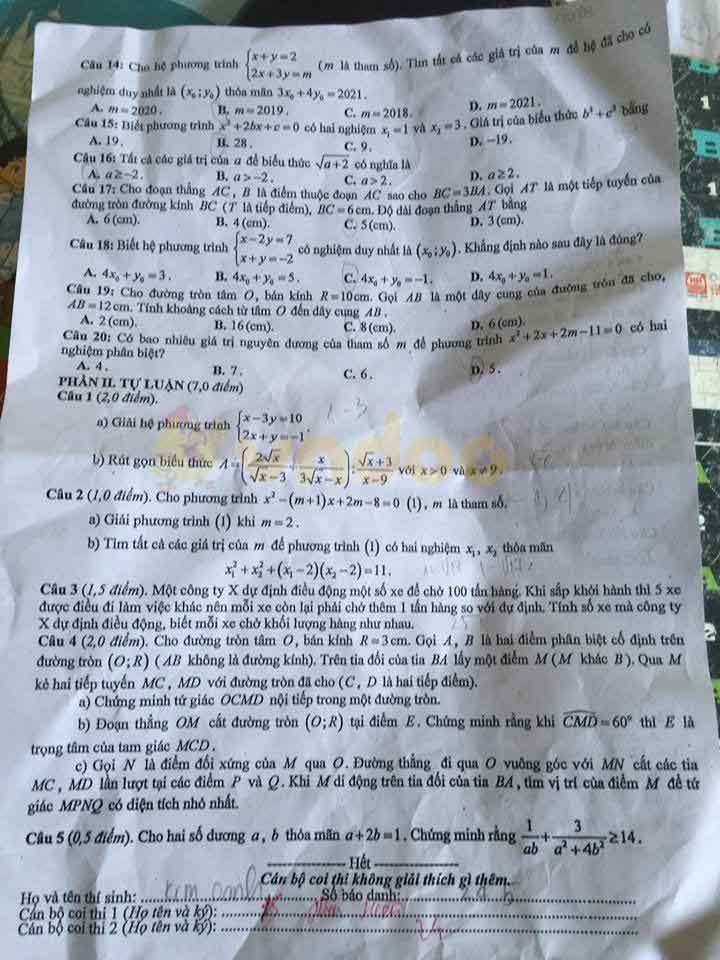 Câu 14: Cho hệ phương trình { x + y = 2 ; 2x + 3y = m (m là tham số). Tìm tất cả các giá trị của m để hệ đã cho có
nghiệm duy nhất là (x₀; y₀) thỏa mãn 3x₀ + 4y₀ = 2021.
A. m = 2020. B. m = 2019. C. m = 2018. D. m = 2021.
Câu 15: Biết phương trình x² + 2bx + c = 0 có hai nghiệm x₁ = 1 và x₂ = 3. Giá trị của biểu thức b³ + c³ bằng
A. 19. B. 28. C. 9. D. −19.
Câu 16: Tất cả các giá trị của a để biểu thức √(a+2) có nghĩa là
A. a ≥ −2. B. a > −2. C. a > 2. D. a ≥ 2.
Câu 17: Cho đoạn thẳng AC, B là điểm thuộc đoạn AC sao cho BC = 3BA. Gọi AT là một tiếp tuyến của
đường tròn đường kính BC (T là tiếp điểm), BC = 6cm. Độ dài đoạn thẳng AT bằng
A. 6(cm). B. 4(cm). C. 5(cm). D. 3(cm).
Câu 18: Biết hệ phương trình { x − 2y = 7 ; x + y = −2 có nghiệm duy nhất là (x₀; y₀). Khẳng định nào sau đây là đúng?
A. 4x₀ + y₀ = 3. B. 4x₀ + y₀ = 5. C. 4x₀ + y₀ = −1. D. 4x₀ + y₀ = 1.
Câu 19: Cho đường tròn tâm O, bán kính R = 10cm. Gọi AB là một dây cung của đường tròn đã cho,
AB = 12cm. Tính khoảng cách từ tâm O đến dây cung AB.
A. 2(cm). B. 16(cm). C. 8(cm). D. 6(cm).
Câu 20: Có bao nhiêu giá trị nguyên dương của tham số m để phương trình x² + 2x + 2m − 11 = 0 có hai
nghiệm phân biệt?
A. 4. B. 7. C. 6. D. 5.
PHẦN II. TỰ LUẬN (7,0 điểm)
Câu 1 (2,0 điểm).
a) Giải hệ phương trình { x − 3y = 10 ; 2x + y = −1.
b) Rút gọn biểu thức A = (2√x/(√x − 3) + x/(3√x − x)) : (√x + 3)/(x − 9) với x > 0 và x ≠ 9.
Câu 2 (1,0 điểm). Cho phương trình x² − (m+1)x + 2m − 8 = 0 (1), m là tham số.
a) Giải phương trình (1) khi m = 2.
b) Tìm tất cả các giá trị của m để phương trình (1) có hai nghiệm x₁, x₂ thỏa mãn
x₁² + x₂² + (x₁ − 2)(x₂ − 2) = 11.
Câu 3 (1,5 điểm). Một công ty X dự định điều động một số xe để chở 100 tấn hàng. Khi sắp khởi hành thì 5 xe
được điều đi làm việc khác nên mỗi xe còn lại phải chở thêm 1 tấn hàng so với dự định. Tính số xe mà công ty
X dự định điều động, biết mỗi xe chở khối lượng hàng như nhau.
Câu 4 (2,0 điểm). Cho đường tròn tâm O, bán kính R = 3cm. Gọi A, B là hai điểm phân biệt cố định trên
đường tròn (O;R) (AB không là đường kính). Trên tia đối của tia BA lấy một điểm M (M khác B). Qua M
kẻ hai tiếp tuyến MC, MD với đường tròn đã cho (C, D là hai tiếp điểm).
a) Chứng minh tứ giác OCMD nội tiếp trong một đường tròn.
b) Đoạn thẳng OM cắt đường tròn (O;R) tại điểm E. Chứng minh rằng khi CMD = 60° thì E là
trọng tâm của tam giác MCD.
c) Gọi N là điểm đối xứng của M qua O. Đường thẳng đi qua O vuông góc với MN cắt các tia
MC, MD lần lượt tại các điểm P và Q. Khi M di động trên tia đối của tia BA, tìm vị trí của điểm M để tứ
giác MPNQ có diện tích nhỏ nhất.
Câu 5 (0,5 điểm). Cho hai số dương a, b thỏa mãn a + 2b = 1. Chứng minh rằng 1/ab + 3/(a² + 4b²) ≥ 14.
Hết
Cán bộ coi thi không giải thích gì thêm.
Họ và tên thí sinh: kim oanh Số báo danh:
Cán bộ coi thi 1 (Họ tên và ký):
Cán bộ coi thi 2 (Họ tên và ký):